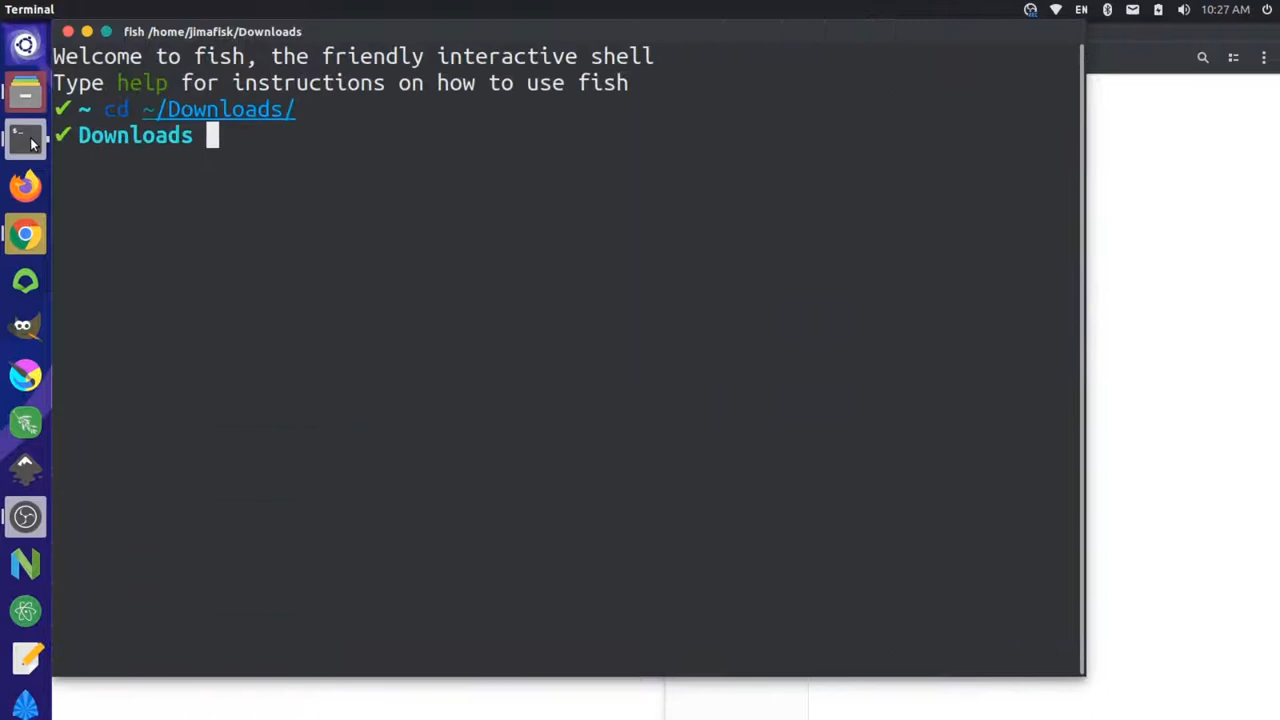 Terminal
EN
10:27 AM
fish /home/jimafisk/Downloads
Welcome to fish, the friendly interactive shell
Type help for instructions on how to use fish
✔ ~ cd ~/Downloads/
✔ Downloads